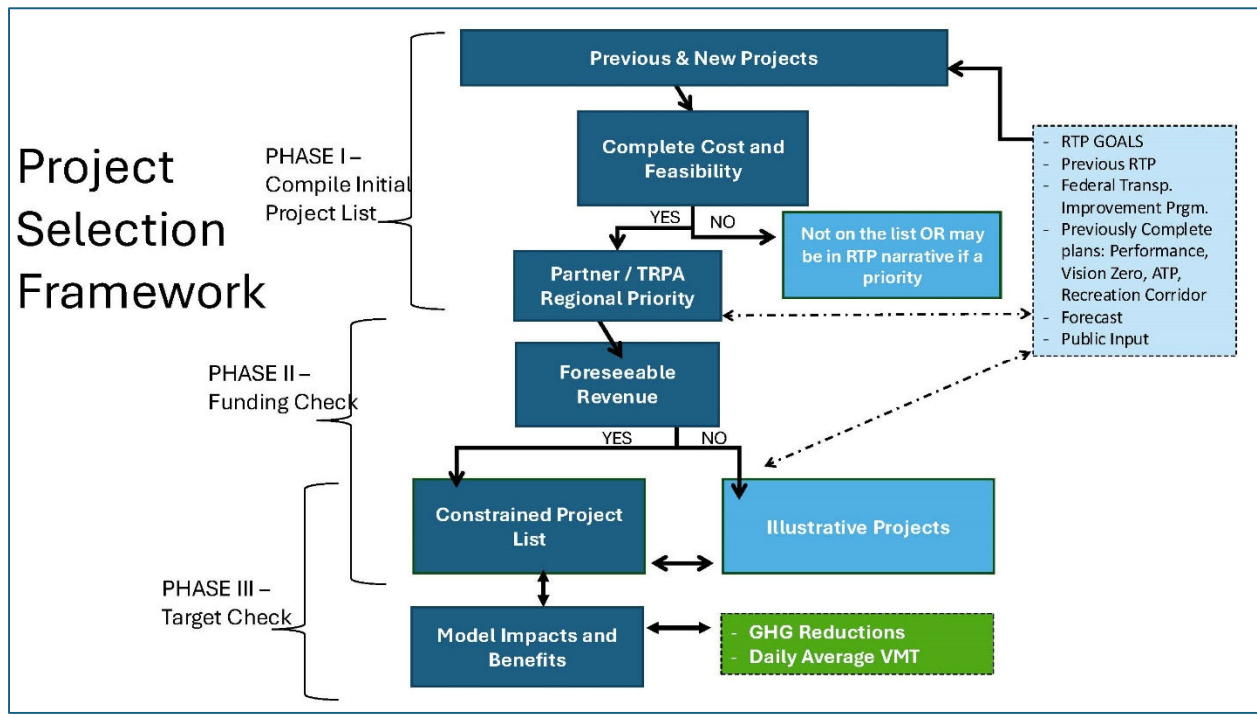 Project
Selection
Framework
PHASE I –
Compile Initial
Project List
Previous & New Projects
Complete Cost and
Feasibility
YES
NO
Not on the list OR may
be in RTP narrative if a
priority
Partner / TRPA
Regional Priority
- RTP GOALS
- Previous RTP
- Federal Transp.
Improvement Prgm.
- Previously Complete
plans: Performance,
Vision Zero, ATP,
Recreation Corridor
- Forecast
- Public Input
PHASE II –
Funding Check
Foreseeable
Revenue
YES
NO
Constrained Project
List
Illustrative Projects
PHASE III –
Target Check
Model Impacts and
Benefits
- GHG Reductions
- Daily Average VMT